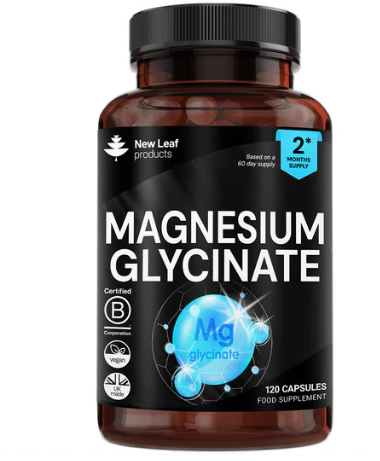 New Leaf
products
Based on a
60 day supply
2*
MONTHS
SUPPLY
MAGNESIUM
GLYCINATE
Certified
B
Corporation
Mg
glycinate
vegan
UK
made
120 CAPSULES
FOOD SUPPLEMENT